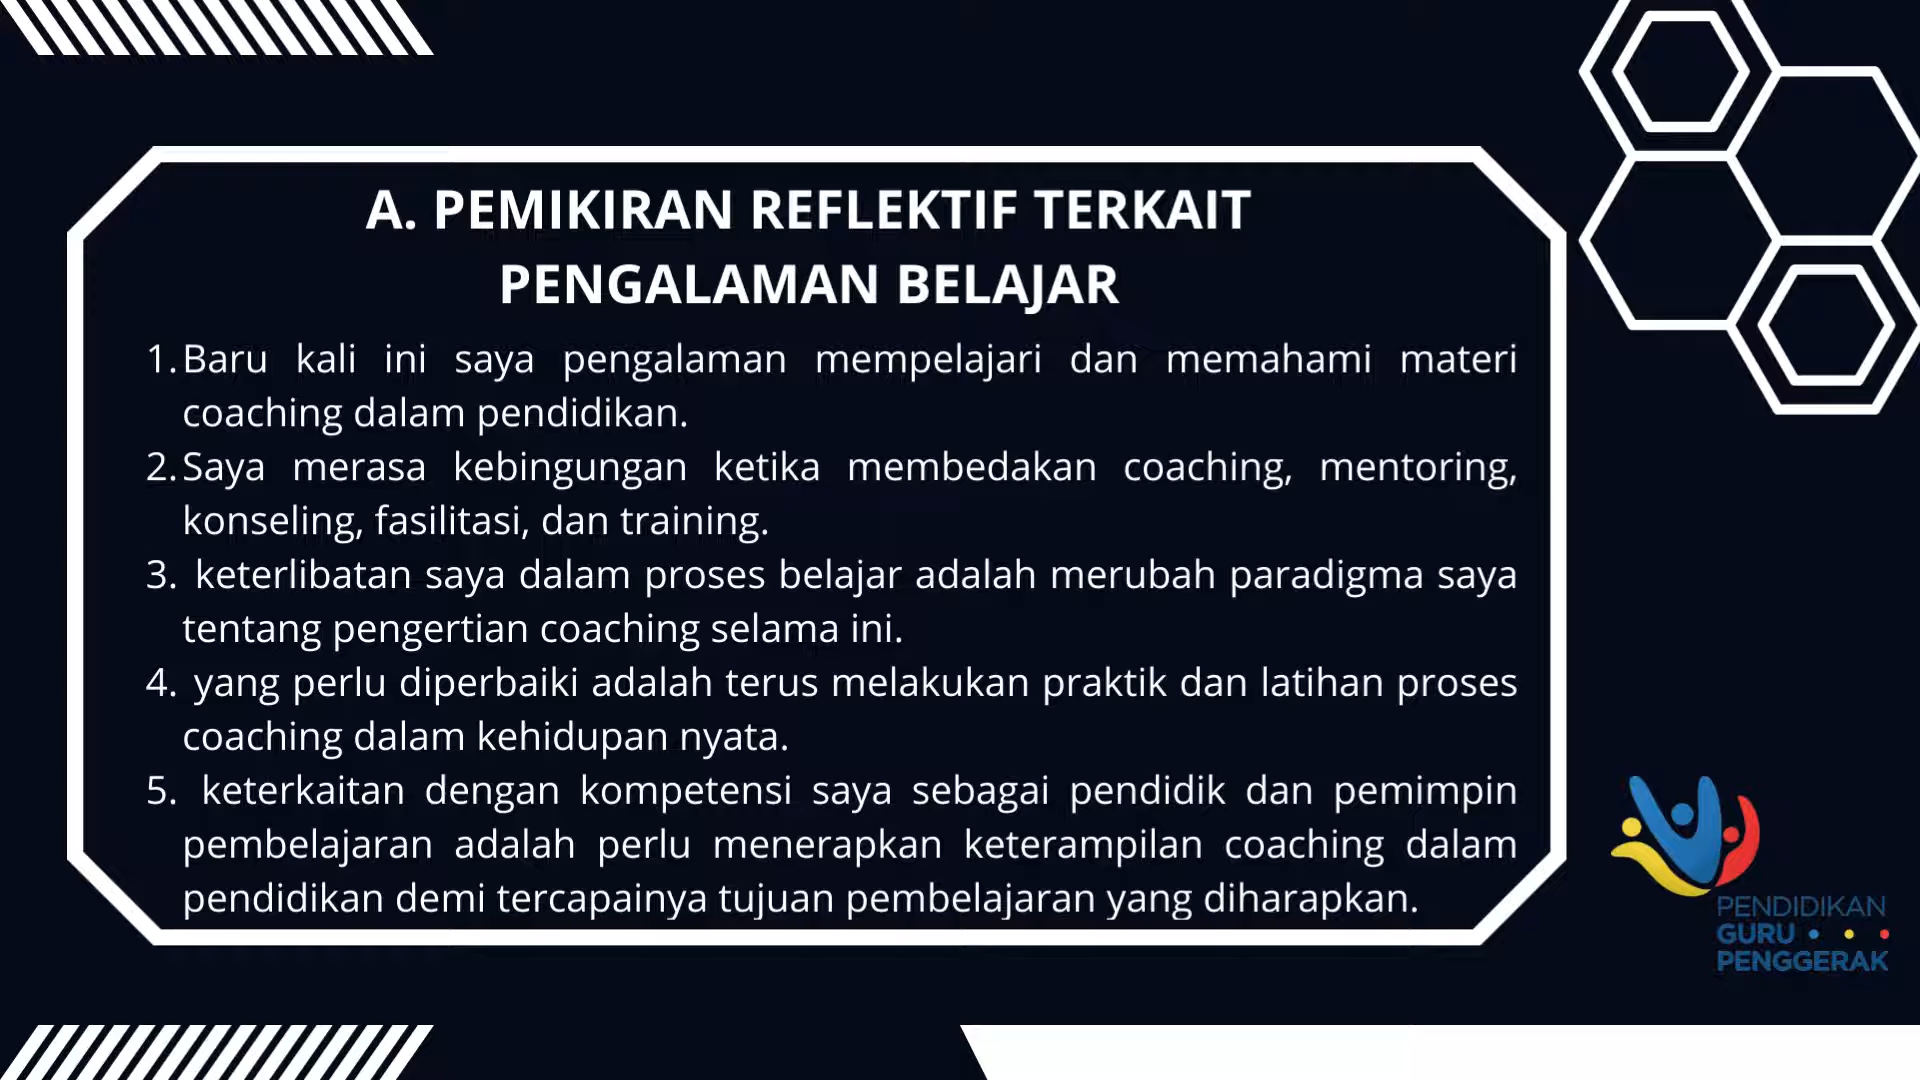 A. PEMIKIRAN REFLEKTIF TERKAIT
PENGALAMAN BELAJAR
1. Baru kali ini saya pengalaman mempelajari dan memahami materi
coaching dalam pendidikan.
2. Saya merasa kebingungan ketika membedakan coaching, mentoring,
konseling, fasilitasi, dan training.
3. keterlibatan saya dalam proses belajar adalah merubah paradigma saya
tentang pengertian coaching selama ini.
4. yang perlu diperbaiki adalah terus melakukan praktik dan latihan proses
coaching dalam kehidupan nyata.
5. keterkaitan dengan kompetensi saya sebagai pendidik dan pemimpin
pembelajaran adalah perlu menerapkan keterampilan coaching dalam
pendidikan demi tercapainya tujuan pembelajaran yang diharapkan.
PENDIDIKAN
GURU
PENGGERAK